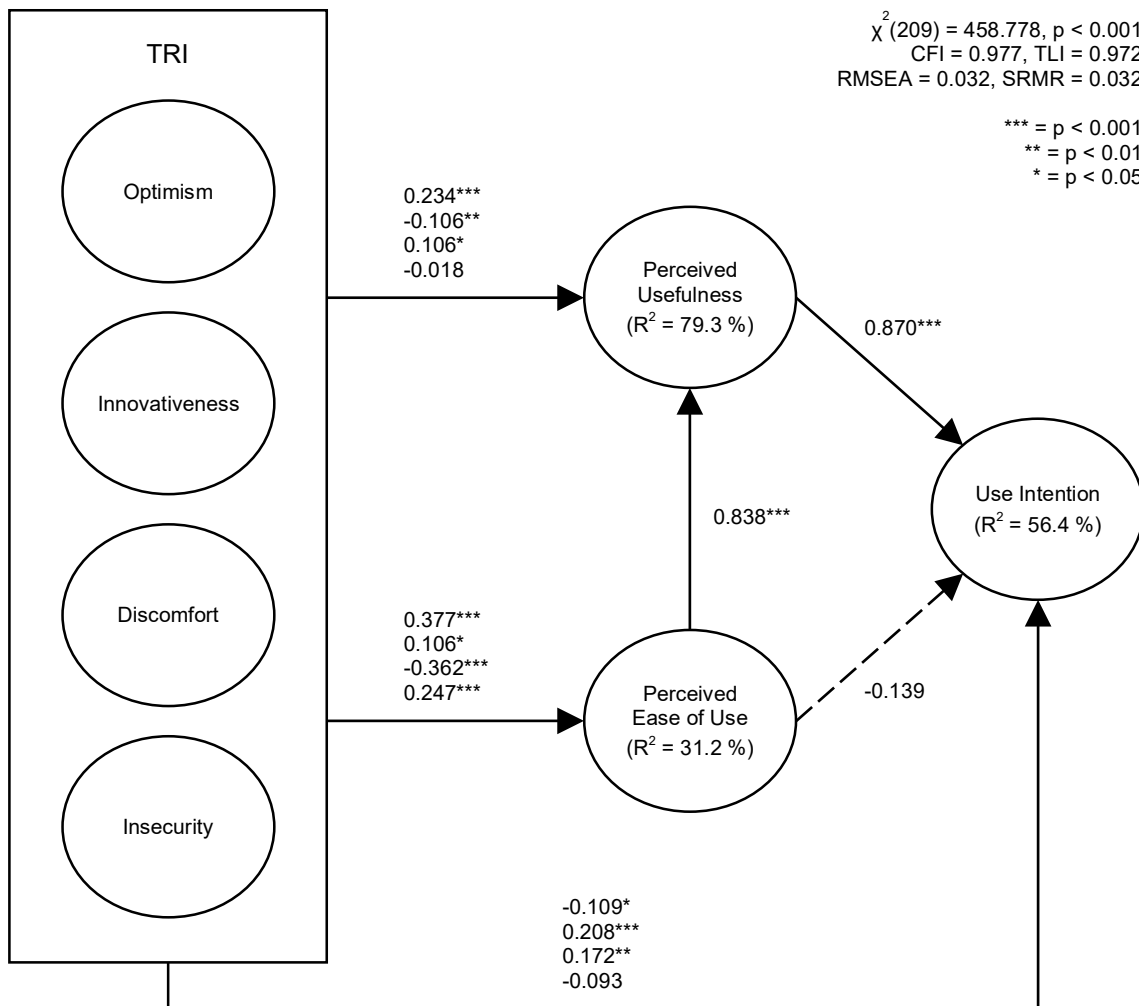 TRI
Optimism
Innovativeness
Discomfort
Insecurity
0.234***
-0.106**
0.106*
-0.018
0.377***
0.106*
-0.362***
0.247***
Perceived
Usefulness
(R² = 79.3 %)
0.838***
Perceived
Ease of Use
(R² = 31.2 %)
0.870***
-0.139
Use Intention
(R² = 56.4 %)
-0.109*
0.208***
0.172**
-0.093
χ²(209) = 458.778, p < 0.001
CFI = 0.977, TLI = 0.972
RMSEA = 0.032, SRMR = 0.032
*** = p < 0.001
** = p < 0.01
* = p < 0.05